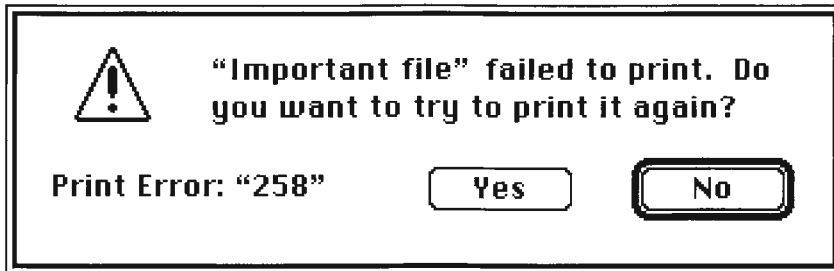 “Important file” failed to print.  Do
you want to try to print it again?
Print Error: “258”
Yes
No